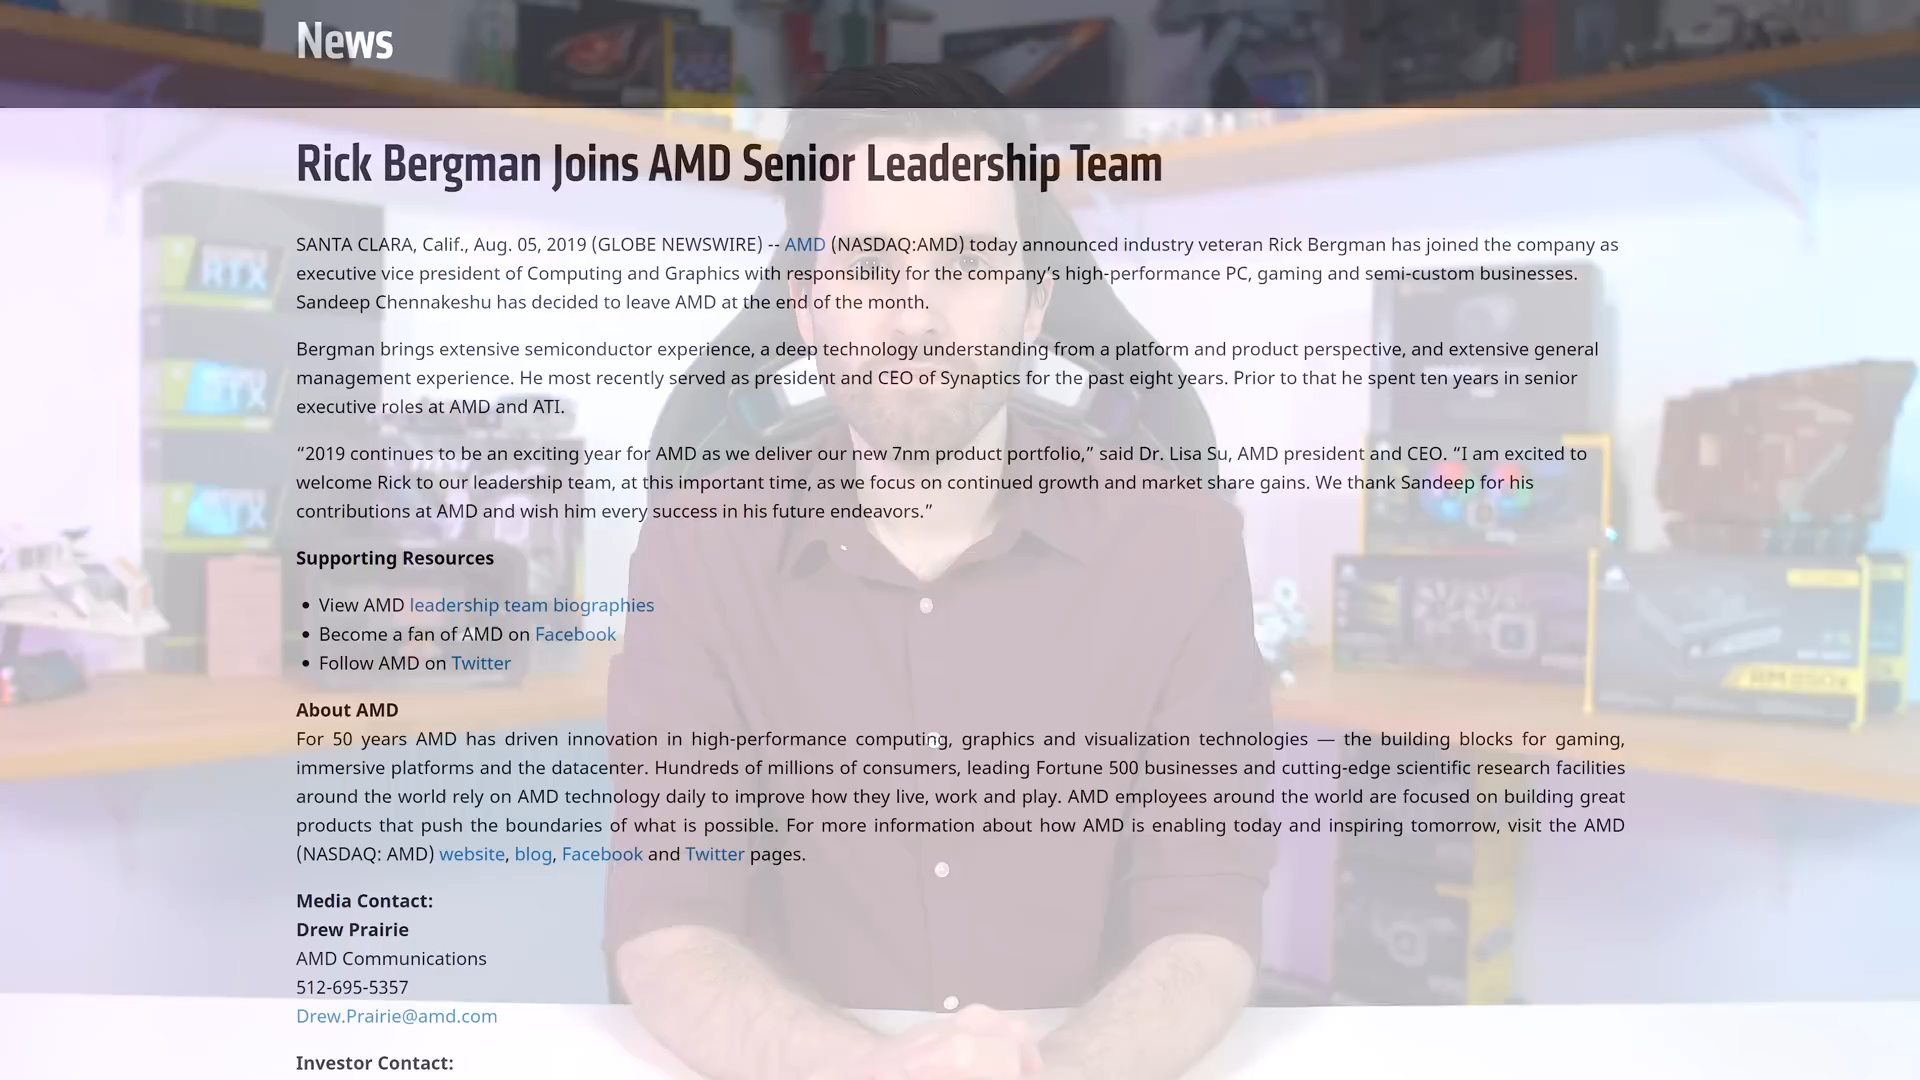 News
Rick Bergman Joins AMD Senior Leadership Team
SANTA CLARA, Calif., Aug. 05, 2019 (GLOBE NEWSWIRE) -- AMD (NASDAQ:AMD) today announced industry veteran Rick Bergman has joined the company as
executive vice president of Computing and Graphics with responsibility for the company’s high-performance PC, gaming and semi-custom businesses.
Sandeep Chennakeshu has decided to leave AMD at the end of the month.
Bergman brings extensive semiconductor experience, a deep technology understanding from a platform and product perspective, and extensive general
management experience. He most recently served as president and CEO of Synaptics for the past eight years. Prior to that he spent ten years in senior
executive roles at AMD and ATI.
“2019 continues to be an exciting year for AMD as we deliver our new 7nm product portfolio,” said Dr. Lisa Su, AMD president and CEO. “I am excited to
welcome Rick to our leadership team, at this important time, as we focus on continued growth and market share gains. We thank Sandeep for his
contributions at AMD and wish him every success in his future endeavors.”
Supporting Resources
• View AMD leadership team biographies
• Become a fan of AMD on Facebook
• Follow AMD on Twitter
About AMD
For 50 years AMD has driven innovation in high-performance computing, graphics and visualization technologies — the building blocks for gaming,
immersive platforms and the datacenter. Hundreds of millions of consumers, leading Fortune 500 businesses and cutting-edge scientific research facilities
around the world rely on AMD technology daily to improve how they live, work and play. AMD employees around the world are focused on building great
products that push the boundaries of what is possible. For more information about how AMD is enabling today and inspiring tomorrow, visit the AMD
(NASDAQ: AMD) website, blog, Facebook and Twitter pages.
Media Contact:
Drew Prairie
AMD Communications
512-695-5357
Drew.Prairie@amd.com
Investor Contact:
RTX
RTX
RTX